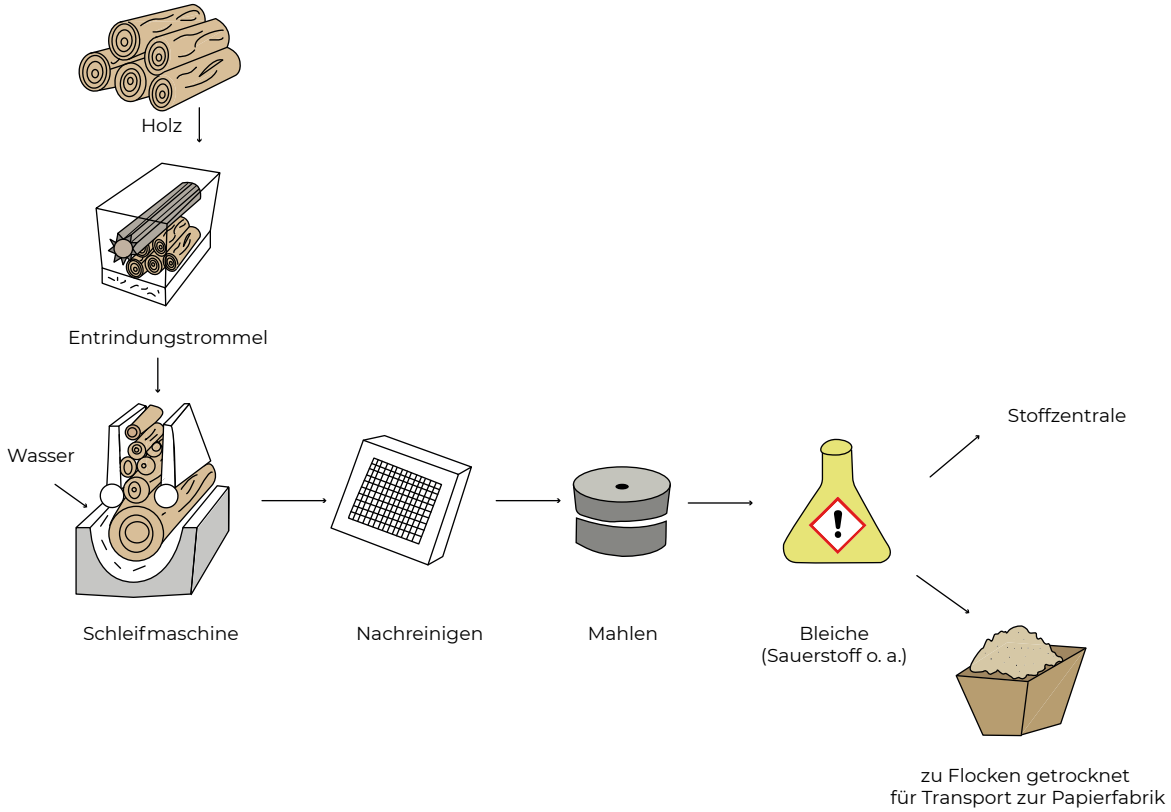 Holz
Entrindungstrommel
Wasser
Schleifmaschine
Nachreinigen
Mahlen
Bleiche
(Sauerstoff o. a.)
Stoffzentrale
zu Flocken getrocknet
für Transport zur Papierfabrik